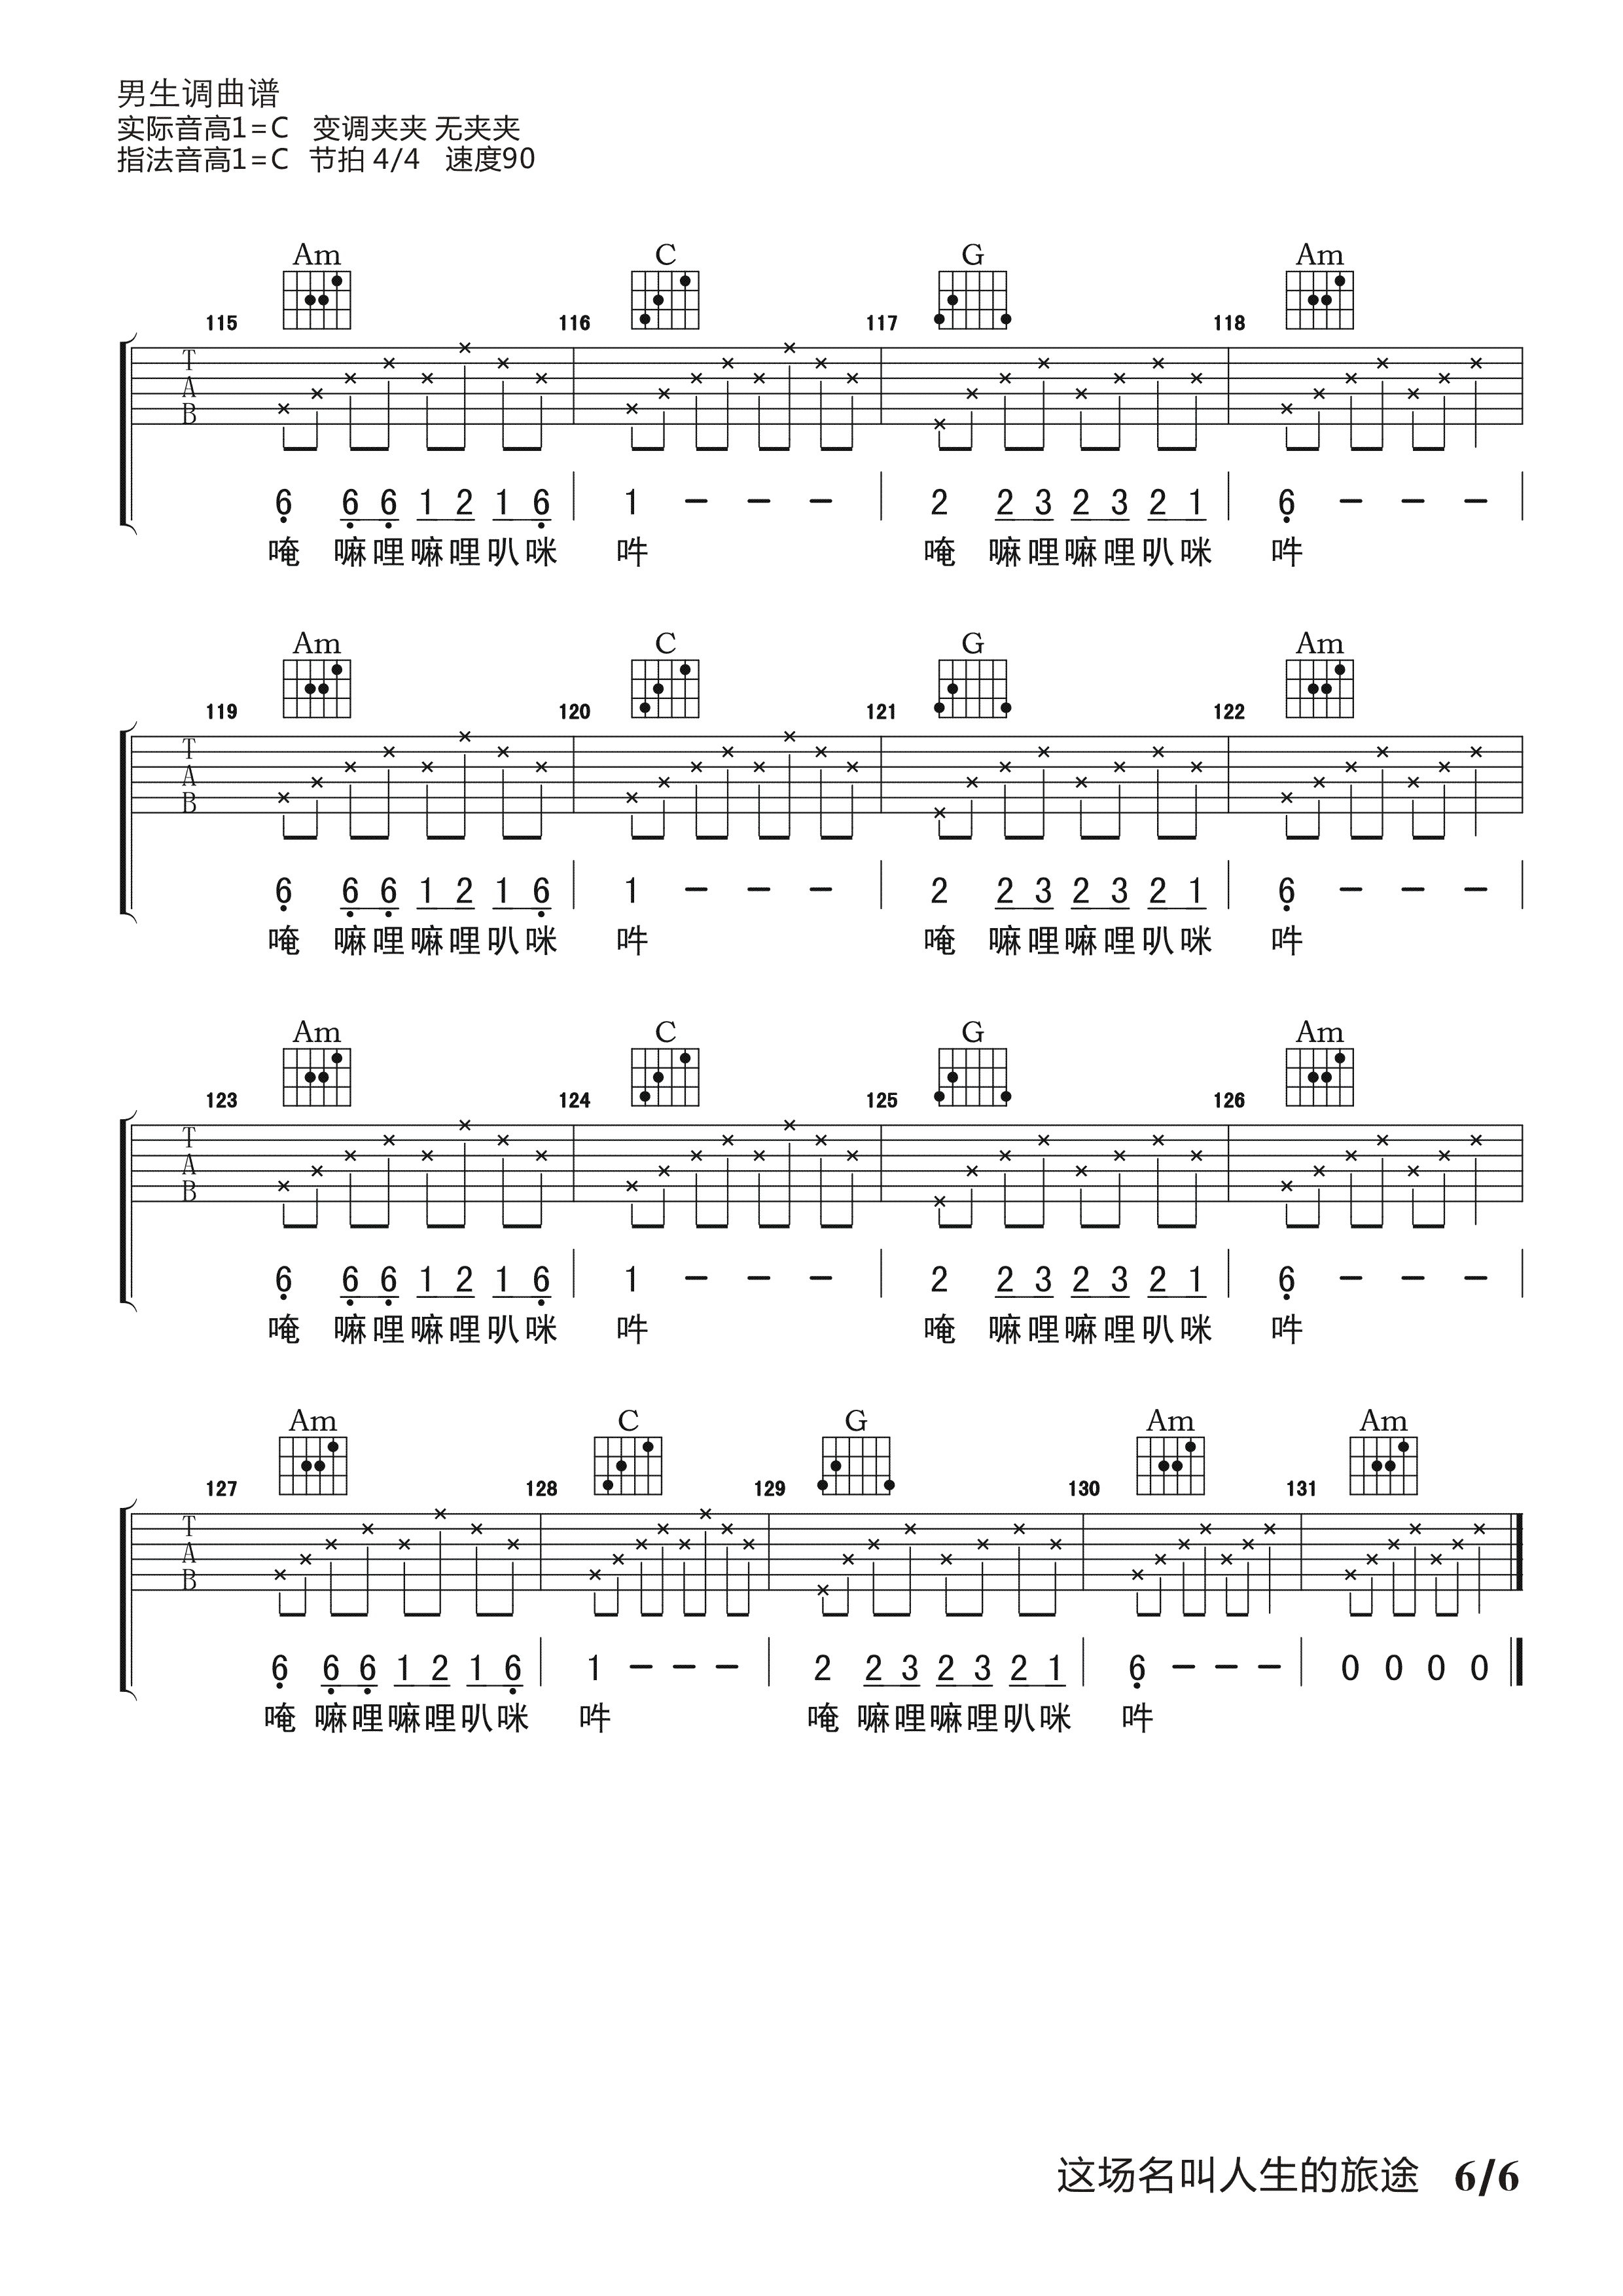 男生调曲谱
实际音高1=C 变调夹夹 无夹夹
指法音高1=C 节拍 4/4 速度90
Am C G Am
115 116 117 118
T
A
B
6 6 6 1 2 1 6 1 – – – 2 2 3 2 3 2 1 6 – – –
唵 嘛哩嘛哩叭咪 吽 唵 嘛哩嘛哩叭咪 吽
Am C G Am
119 120 121 122
T
A
B
6 6 6 1 2 1 6 1 – – – 2 2 3 2 3 2 1 6 – – –
唵 嘛哩嘛哩叭咪 吽 唵 嘛哩嘛哩叭咪 吽
Am C G Am
123 124 125 126
T
A
B
6 6 6 1 2 1 6 1 – – – 2 2 3 2 3 2 1 6 – – –
唵 嘛哩嘛哩叭咪 吽 唵 嘛哩嘛哩叭咪 吽
Am C G Am Am
127 128 129 130 131
T
A
B
6 6 6 1 2 1 6 1 – – – 2 2 3 2 3 2 1 6 – – – 0 0 0 0
唵 嘛哩嘛哩叭咪 吽 唵 嘛哩嘛哩叭咪 吽
这场名叫人生的旅途 6/6